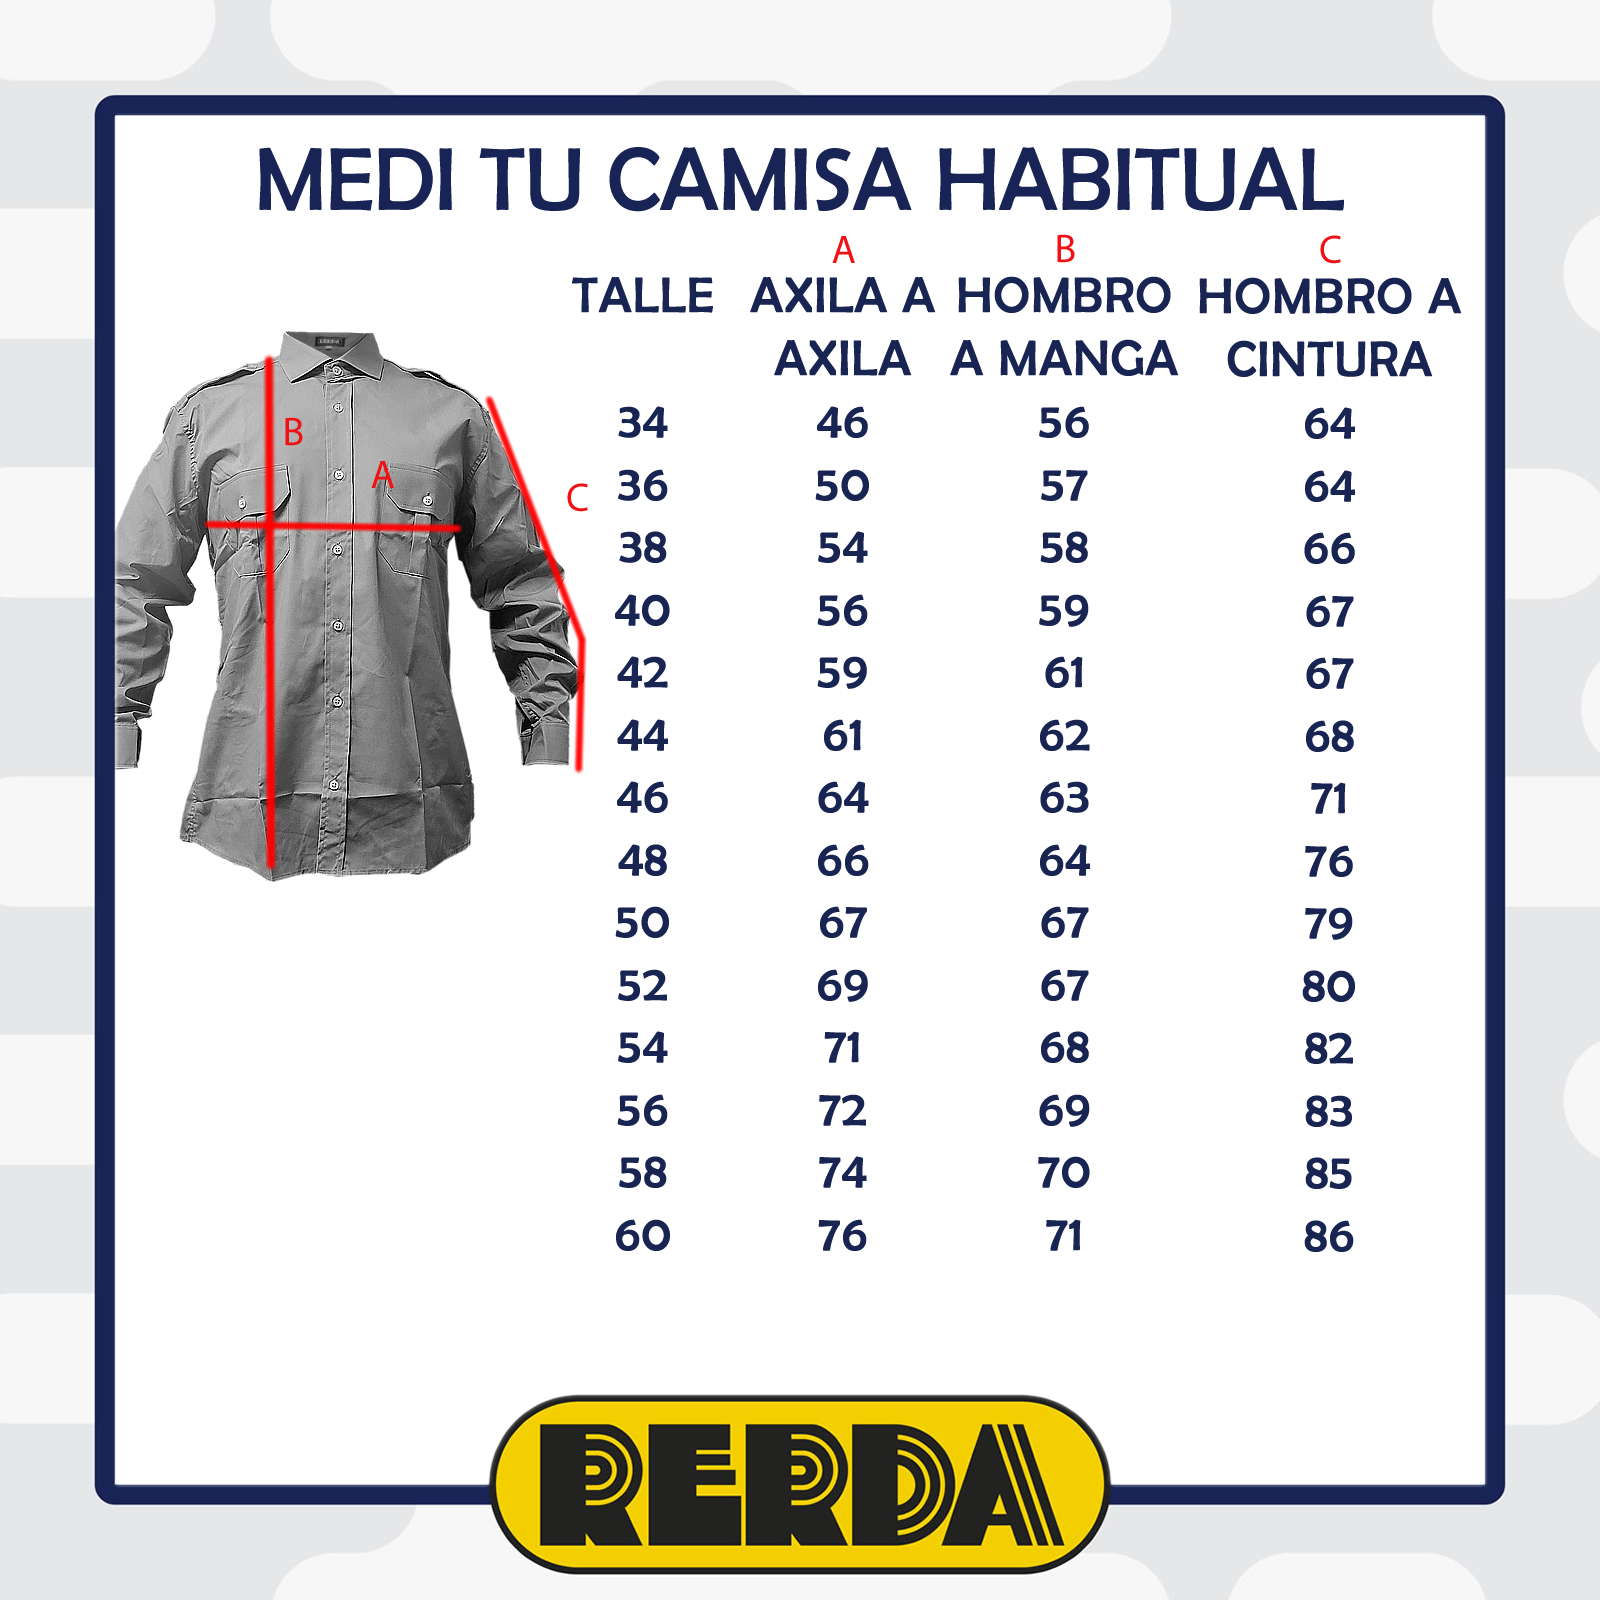 MEDI TU CAMISA HABITUAL
A B C
TALLE AXILA A HOMBRO HOMBRO A
AXILA A MANGA CINTURA
34 46 56 64
36 50 57 64
38 54 58 66
40 56 59 67
42 59 61 67
44 61 62 68
46 64 63 71
48 66 64 76
50 67 67 79
52 69 67 80
54 71 68 82
56 72 69 83
58 74 70 85
60 76 71 86
RERDA
B
A
C
RERDA